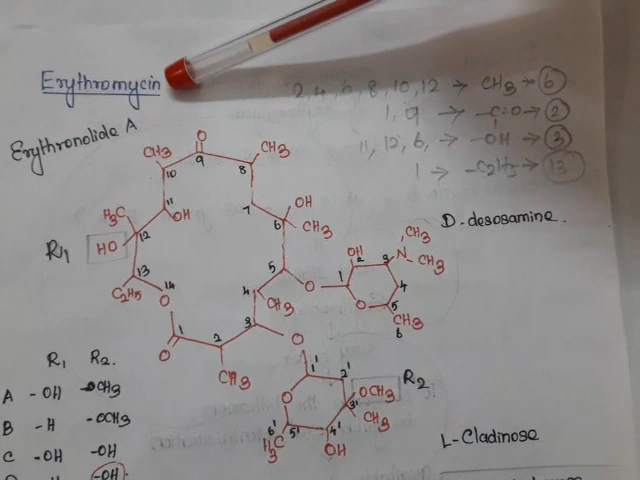 Erythromycin
2, 4, 6, 8, 10, 12 → CH3 → 6
1, 9 → -C=O → 2
11, 12, 6, → -OH → 3
1 → -C2H5 → 13
Erythronolide A
O
CH3 9 CH3
10 8
11 OH 7 OH
H3C 6 CH3
R1 HO 12
D-desosamine.
CH3
OH N CH3
2 3
13 5 1 4
C2H5 14 O O 5
O 4 CH3 CH3
6
1 3
O 2 O
CH3
1' 2' R2
O OCH3
3' CH3
6' 5' 4'
H3C OH
L-Cladinose
R1 R2.
A - OH -OCH3
B - H - OCH3
C - OH -OH
-OH